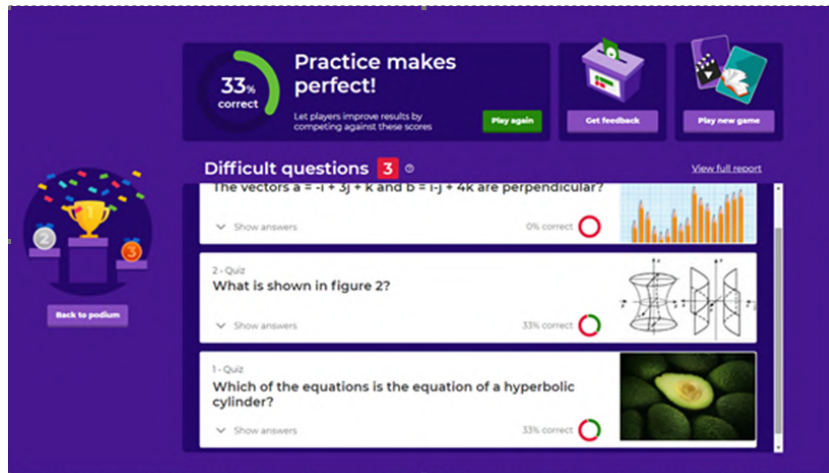 33%
correct
Practice makes
perfect!
Let players improve results by
competing against these scores
Play again
Get feedback
Play new game
Difficult questions 3
View full report
The vectors a = -i + 3j + k and b = i-j + 4k are perpendicular?
Show answers
0% correct
2 - Quiz
What is shown in figure 2?
Show answers
33% correct
1 - Quiz
Which of the equations is the equation of a hyperbolic
cylinder?
Show answers
33% correct
1
2
3
Back to podium